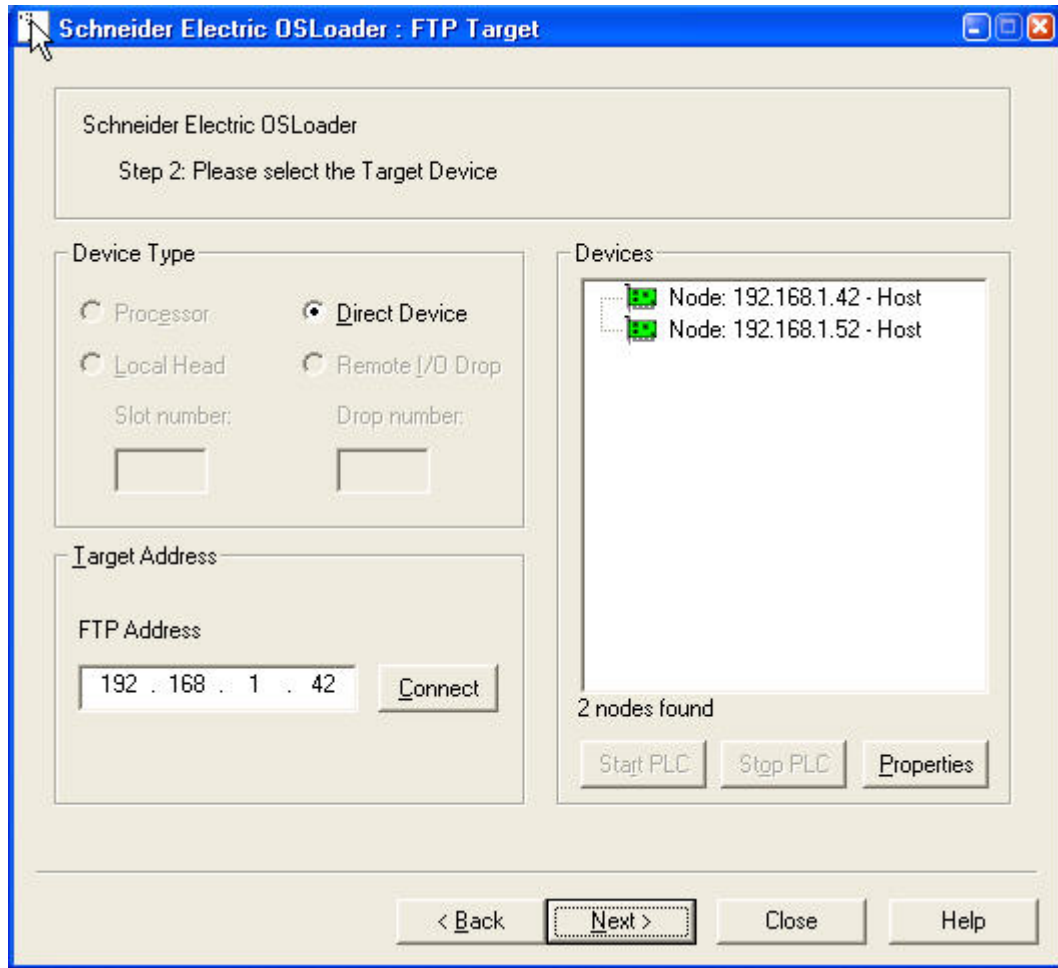 Schneider Electric OSLoader : FTP Target
Schneider Electric OSLoader
Step 2: Please select the Target Device
Device Type
Processor
Direct Device
Local Head
Remote I/O Drop
Slot number:
Drop number:
Target Address
FTP Address
192 . 168 . 1 . 42
Connect
Devices
Node: 192.168.1.42 - Host
Node: 192.168.1.52 - Host
2 nodes found
Start PLC
Stop PLC
Properties
< Back
Next >
Close
Help